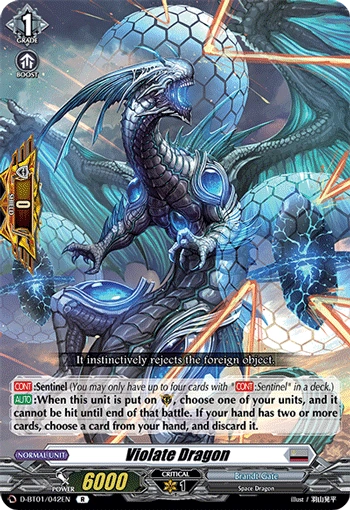 1
GRADE
BOOST
SHIELD
0
It instinctively rejects the foreign object.
CONT:Sentinel (You may only have up to four cards with "CONT:Sentinel" in a deck.)
AUTO:When this unit is put on , choose one of your units, and it
cannot be hit until end of that battle. If your hand has two or more
cards, choose a card from your hand, and discard it.
NORMAL UNIT
Violate Dragon
POWER 6000
CRITICAL
1
Brandt Gate
Space Dragon
D-BT01/042EN R
illust / 羽山晃平